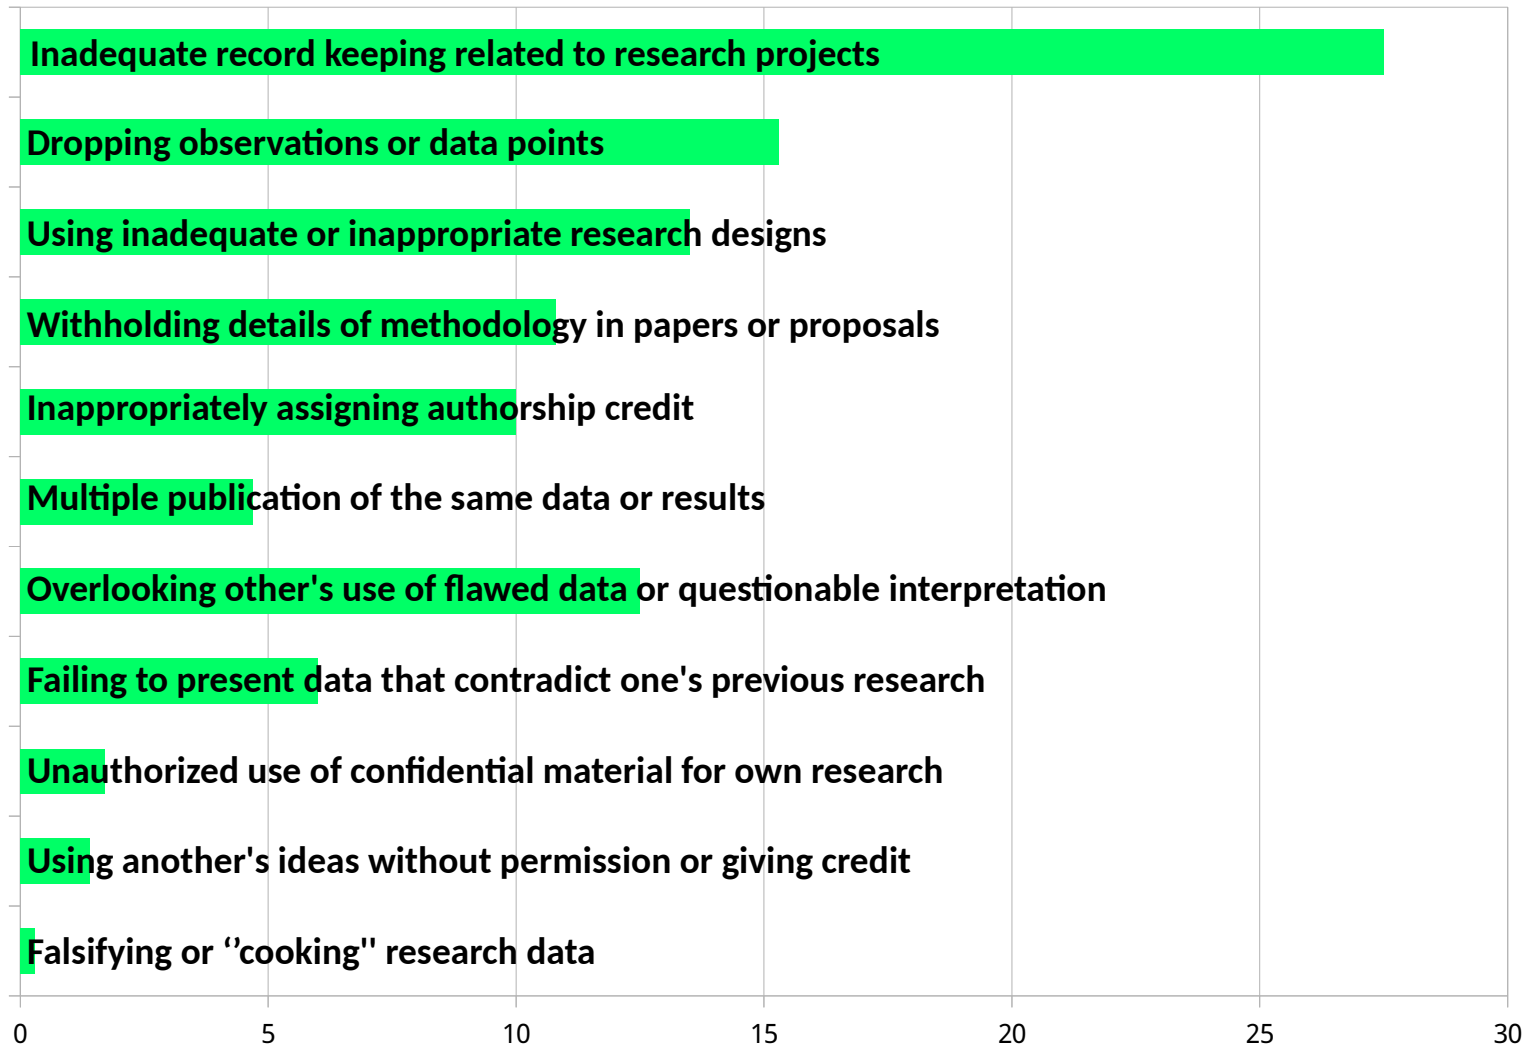 Inadequate record keeping related to research projects
Dropping observations or data points
Using inadequate or inappropriate research designs
Withholding details of methodology in papers or proposals
Inappropriately assigning authorship credit
Multiple publication of the same data or results
Overlooking other's use of flawed data or questionable interpretation
Failing to present data that contradict one's previous research
Unauthorized use of confidential material for own research
Using another's ideas without permission or giving credit
Falsifying or ‘’cooking'' research data
0 5 10 15 20 25 30